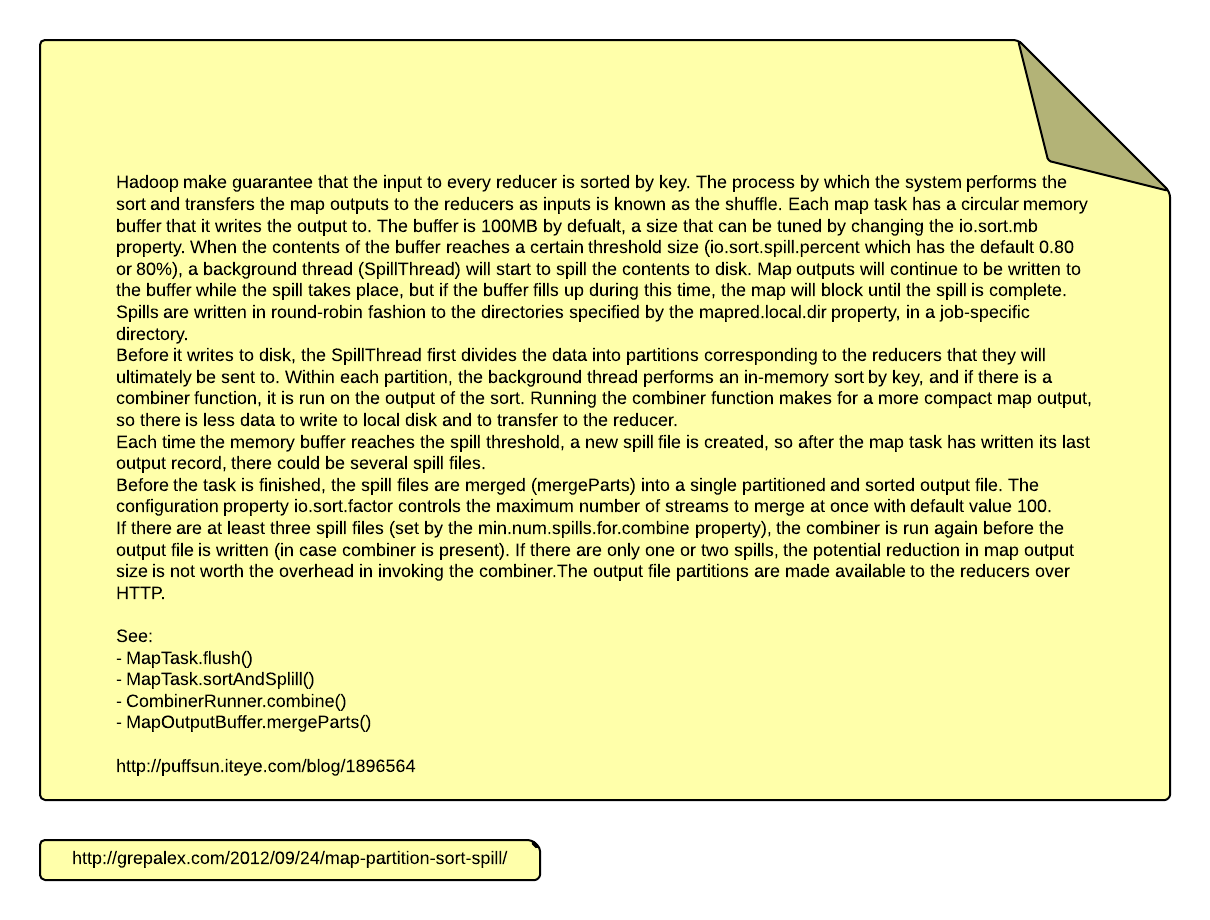 Hadoop make guarantee that the input to every reducer is sorted by key. The process by which the system performs the
sort and transfers the map outputs to the reducers as inputs is known as the shuffle. Each map task has a circular memory
buffer that it writes the output to. The buffer is 100MB by defualt, a size that can be tuned by changing the io.sort.mb
property. When the contents of the buffer reaches a certain threshold size (io.sort.spill.percent which has the default 0.80
or 80%), a background thread (SpillThread) will start to spill the contents to disk. Map outputs will continue to be written to
the buffer while the spill takes place, but if the buffer fills up during this time, the map will block until the spill is complete.
Spills are written in round-robin fashion to the directories specified by the mapred.local.dir property, in a job-specific
directory.
Before it writes to disk, the SpillThread first divides the data into partitions corresponding to the reducers that they will
ultimately be sent to. Within each partition, the background thread performs an in-memory sort by key, and if there is a
combiner function, it is run on the output of the sort. Running the combiner function makes for a more compact map output,
so there is less data to write to local disk and to transfer to the reducer.
Each time the memory buffer reaches the spill threshold, a new spill file is created, so after the map task has written its last
output record, there could be several spill files.
Before the task is finished, the spill files are merged (mergeParts) into a single partitioned and sorted output file. The
configuration property io.sort.factor controls the maximum number of streams to merge at once with default value 100.
If there are at least three spill files (set by the min.num.spills.for.combine property), the combiner is run again before the
output file is written (in case combiner is present). If there are only one or two spills, the potential reduction in map output
size is not worth the overhead in invoking the combiner.The output file partitions are made available to the reducers over
HTTP.
See:
- MapTask.flush()
- MapTask.sortAndSplill()
- CombinerRunner.combine()
- MapOutputBuffer.mergeParts()
http://puffsun.iteye.com/blog/1896564
http://grepalex.com/2012/09/24/map-partition-sort-spill/